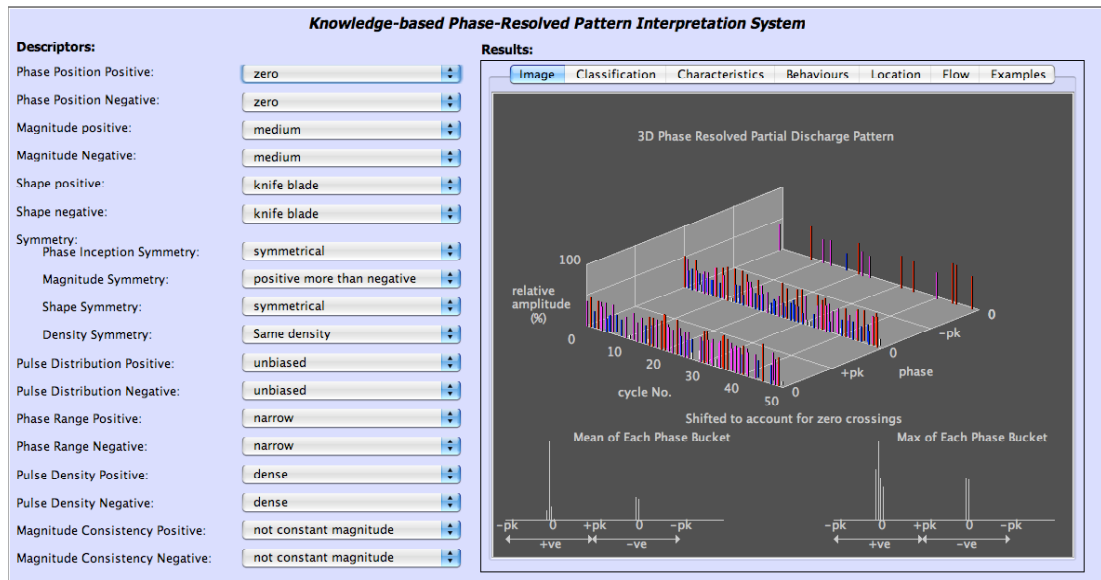 Knowledge-based Phase-Resolved Pattern Interpretation System
Descriptors:
Phase Position Positive: zero
Phase Position Negative: zero
Magnitude positive: medium
Magnitude Negative: medium
Shape positive: knife blade
Shape negative: knife blade
Symmetry:
Phase Inception Symmetry: symmetrical
Magnitude Symmetry: positive more than negative
Shape Symmetry: symmetrical
Density Symmetry: Same density
Pulse Distribution Positive: unbiased
Pulse Distribution Negative: unbiased
Phase Range Positive: narrow
Phase Range Negative: narrow
Pulse Density Positive: dense
Pulse Density Negative: dense
Magnitude Consistency Positive: not constant magnitude
Magnitude Consistency Negative: not constant magnitude
Results:
Image Classification Characteristics Behaviours Location Flow Examples
3D Phase Resolved Partial Discharge Pattern
100
relative
amplitude
(%)
0
10
20
30
40
50
cycle No.
0
+pk
0
-pk
0
phase
Shifted to account for zero crossings
Mean of Each Phase Bucket
-pk 0 +pk -pk
+ve -ve
Max of Each Phase Bucket
-pk 0 +pk -pk
+ve -ve